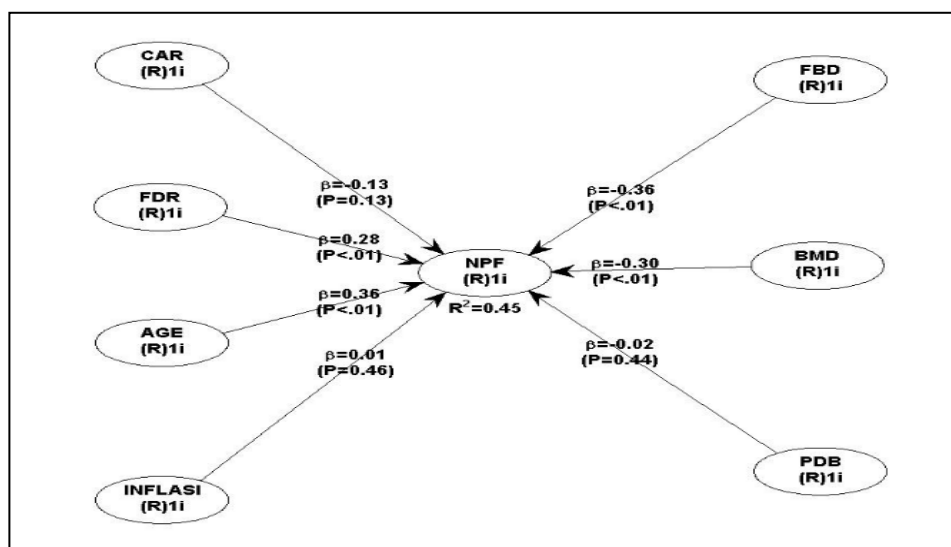 CAR
(R)1i
FBD
(R)1i
β=-0.13
(P=0.13)
β=-0.36
(P<.01)
FDR
(R)1i
β=0.28
(P<.01)
NPF
(R)1i
R²=0.45
β=-0.30
(P<.01)
BMD
(R)1i
AGE
(R)1i
β=0.36
(P<.01)
β=0.01
(P=0.46)
β=-0.02
(P=0.44)
INFLASI
(R)1i
PDB
(R)1i